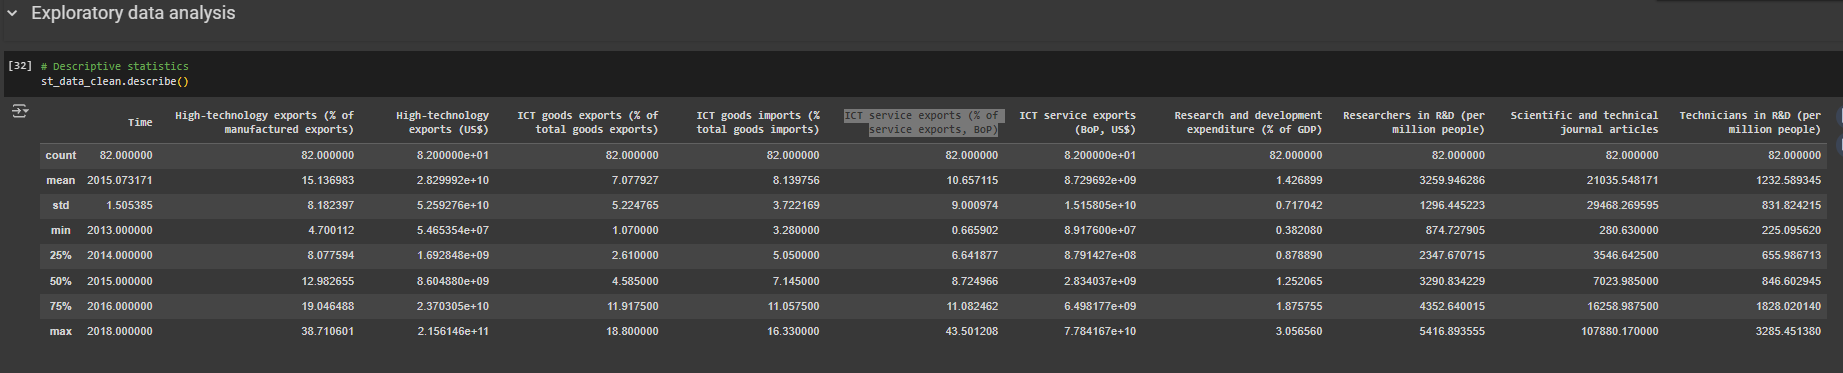 Exploratory data analysis
[32] # Descriptive statistics
st_data_clean.describe()
Time High-technology exports (% of manufactured exports) High-technology exports (US$) ICT goods exports (% of total goods exports) ICT goods imports (% total goods imports) ICT service exports (% of service exports, BoP) ICT service exports (BoP, US$) Research and development expenditure (% of GDP) Researchers in R&D (per million people) Scientific and technical journal articles Technicians in R&D (per million people)
count 82.000000 82.000000 8.200000e+01 82.000000 82.000000 82.000000 8.200000e+01 82.000000 82.000000 82.000000 82.000000
mean 2015.073171 15.136983 2.829992e+10 7.077927 8.139756 10.657115 8.729692e+09 1.426899 3259.946286 21035.548171 1232.589345
std 1.505385 8.182397 5.259276e+10 5.224765 3.722169 9.000974 1.515805e+10 0.717042 1296.445223 29468.269595 831.824215
min 2013.000000 4.700112 5.465354e+07 1.070000 3.280000 0.665902 8.917600e+07 0.382080 874.727905 280.630000 225.095620
25% 2014.000000 8.077594 1.692848e+09 2.610000 5.050000 6.641877 8.791427e+08 0.878890 2347.670715 3546.642500 655.986713
50% 2015.000000 12.982655 8.604880e+09 4.585000 7.145000 8.724966 2.834037e+09 1.252065 3290.834229 7023.985000 846.602945
75% 2016.000000 19.046488 2.370305e+10 11.917500 11.057500 11.082462 6.498177e+09 1.875755 4352.640015 16258.987500 1828.020140
max 2018.000000 38.710601 2.156146e+11 18.800000 16.330000 43.501208 7.784167e+10 3.056560 5416.893555 107880.170000 3285.451380